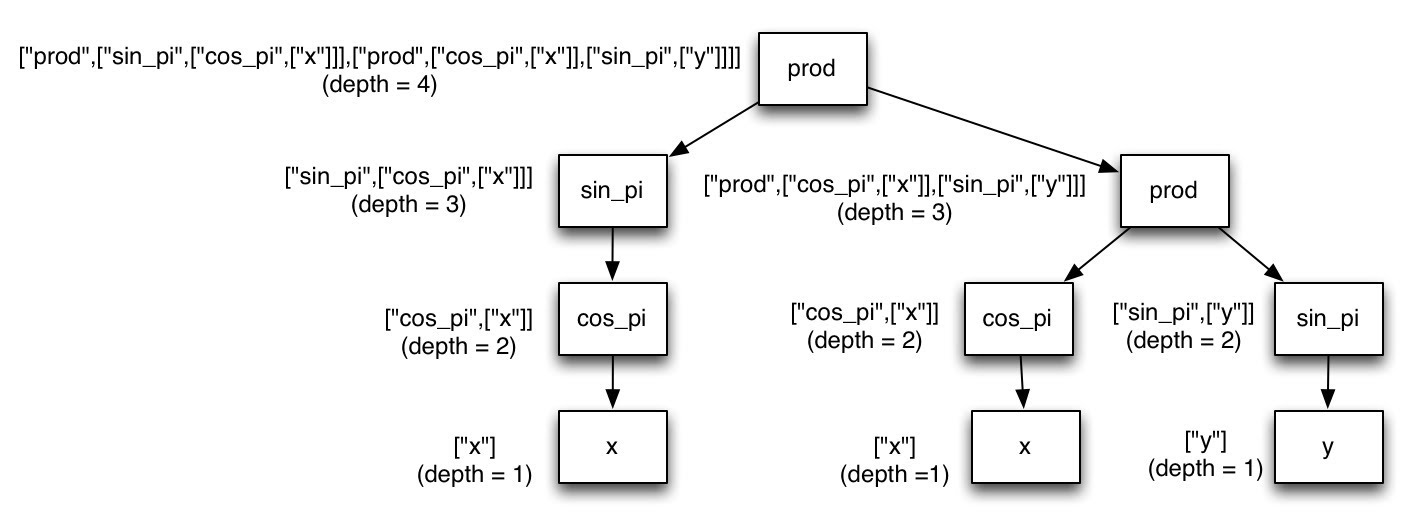 ["prod",["sin_pi",["cos_pi",["x"]]],["prod",["cos_pi",["x"]],["sin_pi",["y"]]]]
(depth = 4)
prod
["sin_pi",["cos_pi",["x"]]]
(depth = 3)
sin_pi
["prod",["cos_pi",["x"]],["sin_pi",["y"]]]
(depth = 3)
prod
["cos_pi",["x"]]
(depth = 2)
cos_pi
["cos_pi",["x"]]
(depth = 2)
cos_pi
["sin_pi",["y"]]
(depth = 2)
sin_pi
["x"]
(depth = 1)
x
["x"]
(depth =1)
x
["y"]
(depth = 1)
y